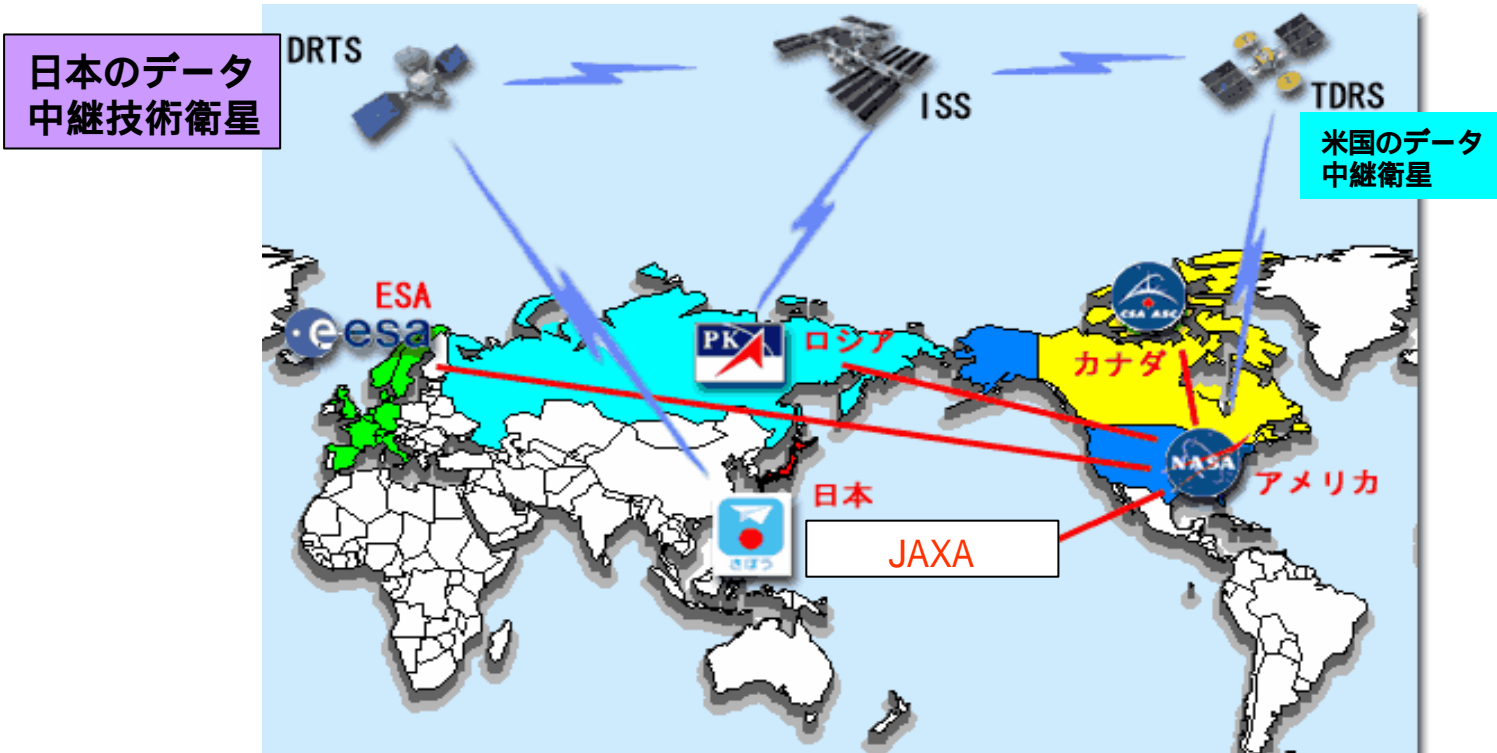 日本のデータ
中継技術衛星
DRTS
ISS
TDRS
米国のデータ
中継衛星
ESA
esa
РК
ロシア
CSA ASC
カナダ
NASA
アメリカ
日本
きぼう
JAXA